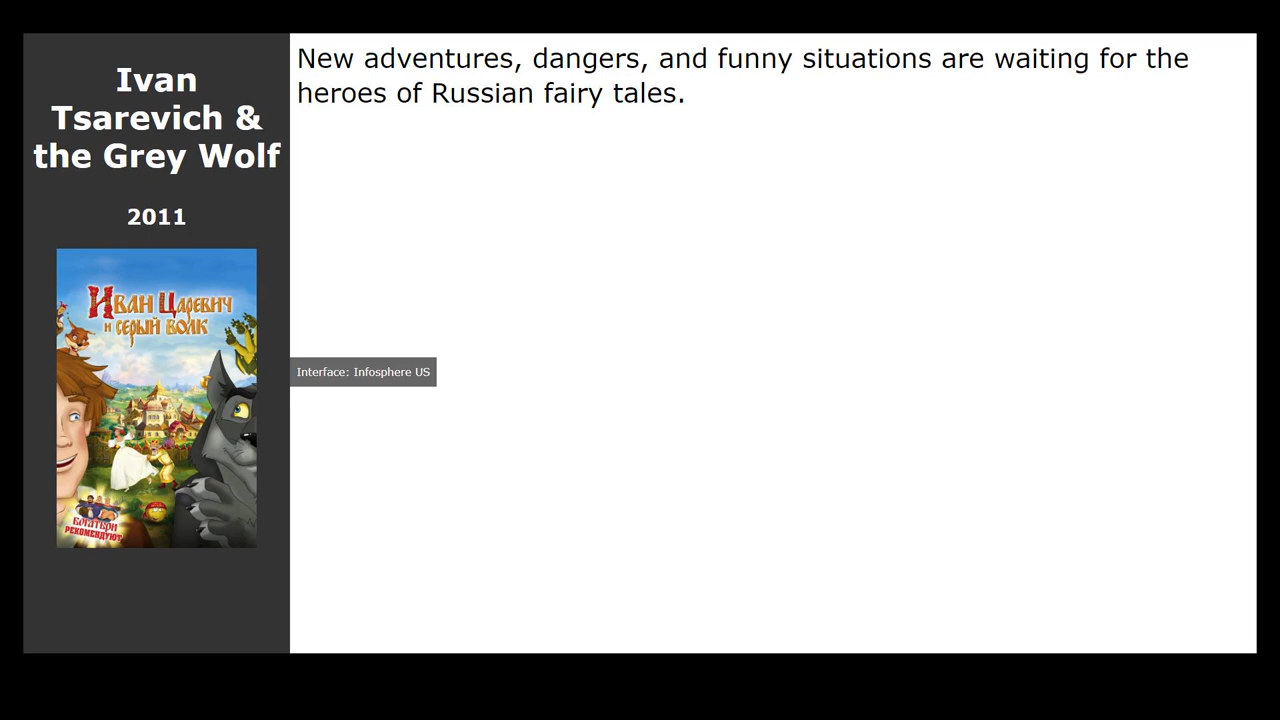 Ivan
Tsarevich &
the Grey Wolf
2011
Иван Царевич
и серый волк
Богатыри
рекомендуют
New adventures, dangers, and funny situations are waiting for the
heroes of Russian fairy tales.
Interface: Infosphere US